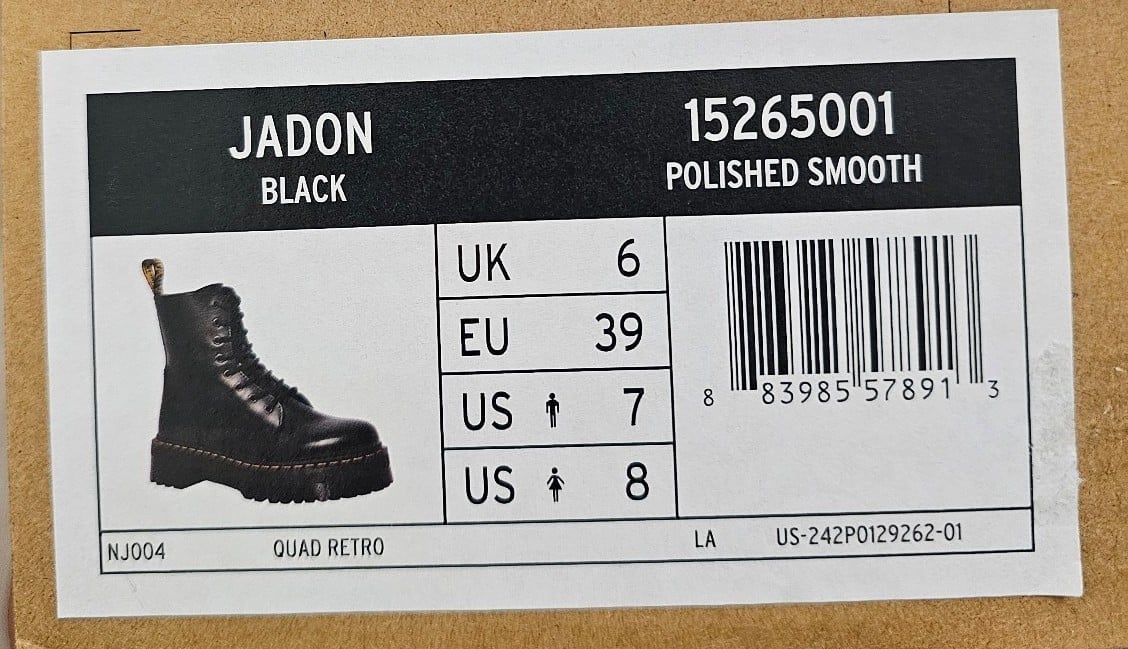 JADON
BLACK
15265001
POLISHED SMOOTH
UK 6
EU 39
US 7
US 8
8 83985 57891 3
NJ004 QUAD RETRO LA US-242P0129262-01